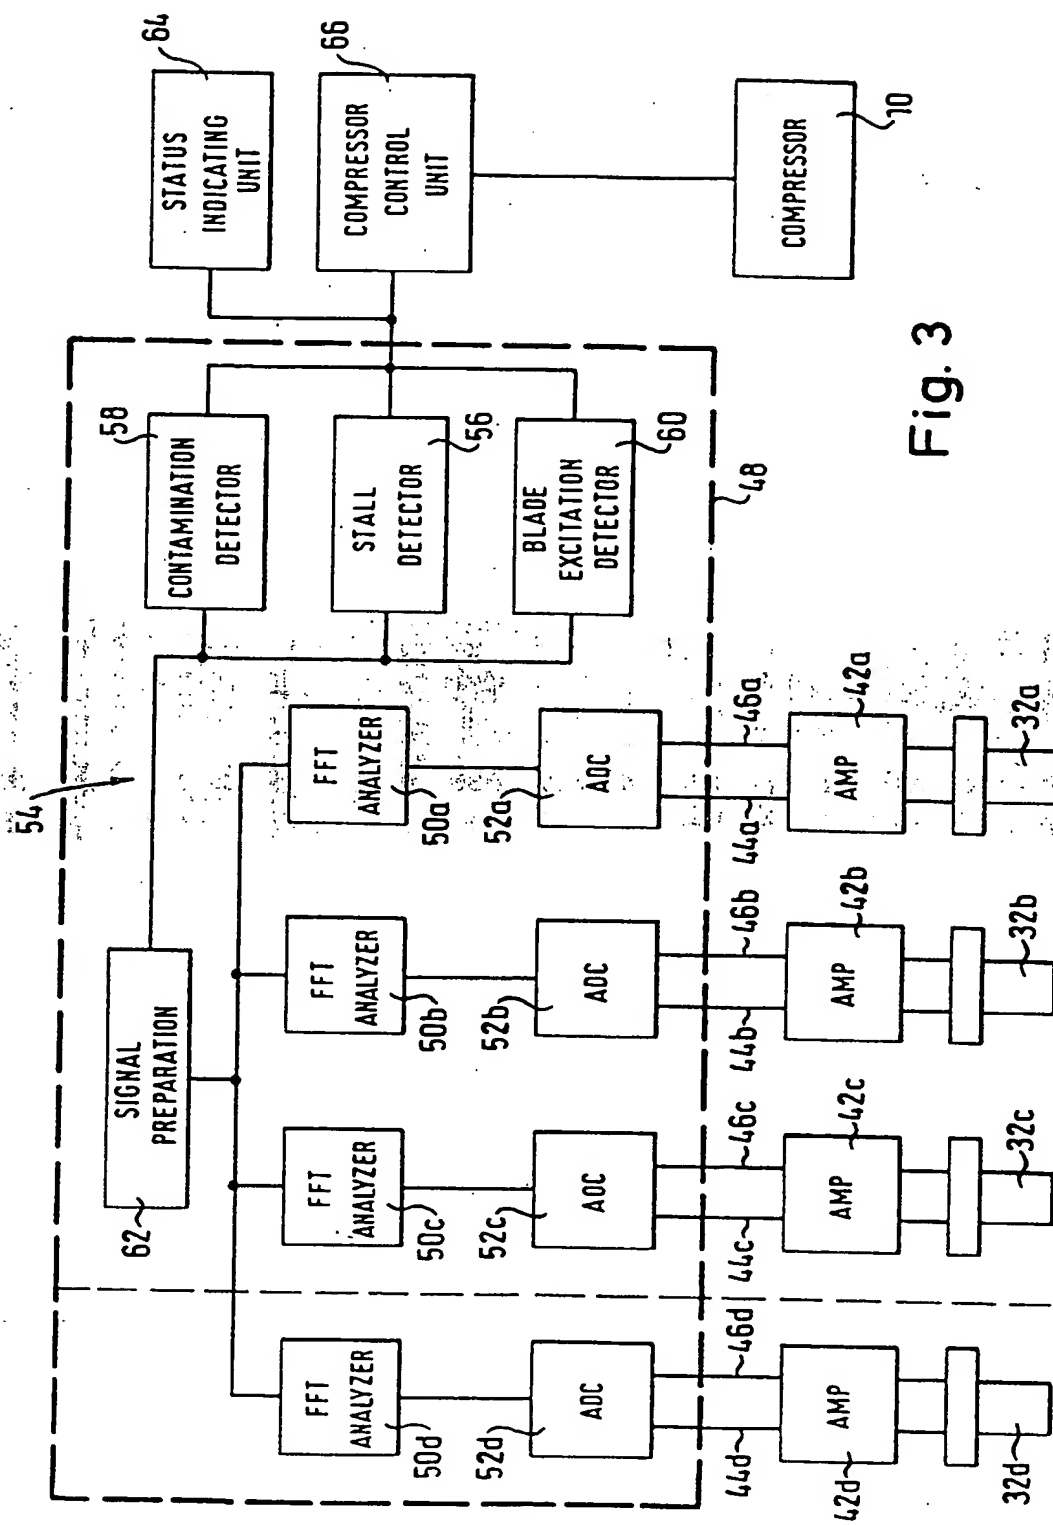 64
STATUS
INDICATING
UNIT
66
COMPRESSOR
CONTROL
UNIT
COMPRESSOR
10
Fig. 3
58
CONTAMINATION
DETECTOR
STALL
DETECTOR
56
BLADE
EXCITATION
DETECTOR
60
48
54
SIGNAL
PREPARATION
62
FFT
ANALYZER
50a
52a
ADC
44a
46a
AMP
42a
32a
FFT
ANALYZER
50b
52b
ADC
44b
46b
AMP
42b
32b
FFT
ANALYZER
50c
52c
ADC
44c
46c
AMP
42c
32c
FFT
ANALYZER
50d
52d
ADC
44d
46d
AMP
42d
32d